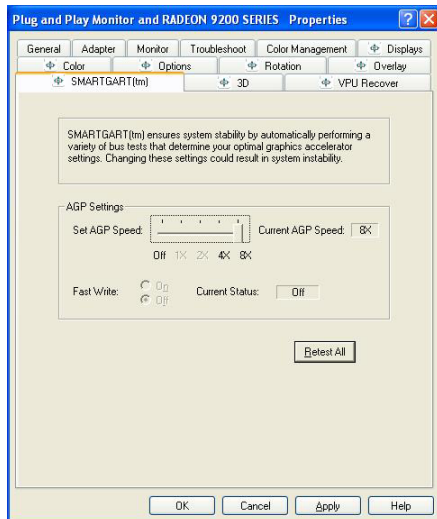 Plug and Play Monitor and RADEON 9200 SERIES Properties
General Adapter Monitor Troubleshoot Color Management Displays
Color Options Rotation Overlay
SMARTGART(tm) 3D VPU Recover
SMARTGART(tm) ensures system stability by automatically performing a
variety of bus tests that determine your optimal graphics accelerator
settings. Changing these settings could result in system instability.
AGP Settings
Set AGP Speed: Current AGP Speed: 8X
Off 1X 2X 4X 8X
Fast Write: On
Off Current Status: Off
Retest All
OK Cancel Apply Help